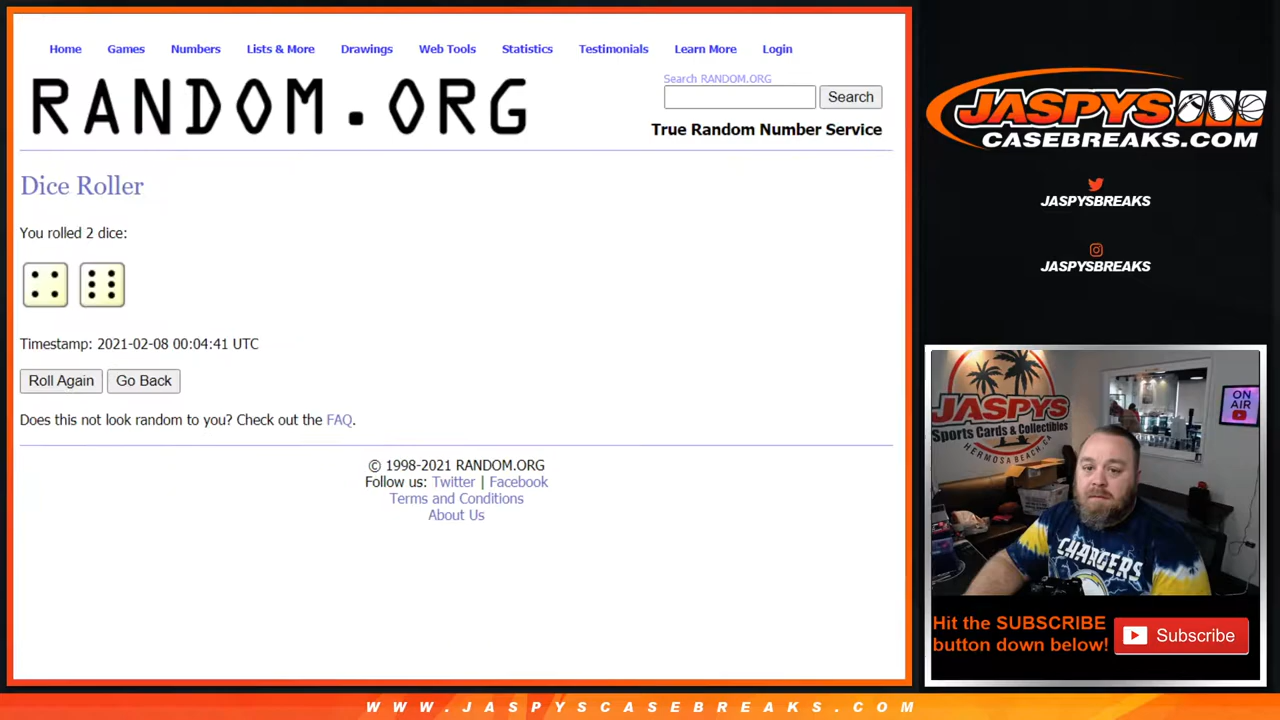 Home Games Numbers Lists & More Drawings Web Tools Statistics Testimonials Learn More Login
RANDOM.ORG
Search RANDOM.ORG
Search
True Random Number Service
Dice Roller
You rolled 2 dice:
Timestamp: 2021-02-08 00:04:41 UTC
Roll Again Go Back
Does this not look random to you? Check out the FAQ.
© 1998-2021 RANDOM.ORG
Follow us: Twitter | Facebook
Terms and Conditions
About Us
JASPYS
CASEBREAKS.COM
JASPYSBREAKS
JASPYSBREAKS
JASPYS
Sports Cards & Collectibles
HERMOSA BEACH, CA
ON
AIR
CHARGERS
Hit the SUBSCRIBE
button down below!
Subscribe
WWW.JASPYSCASEBREAKS.COM